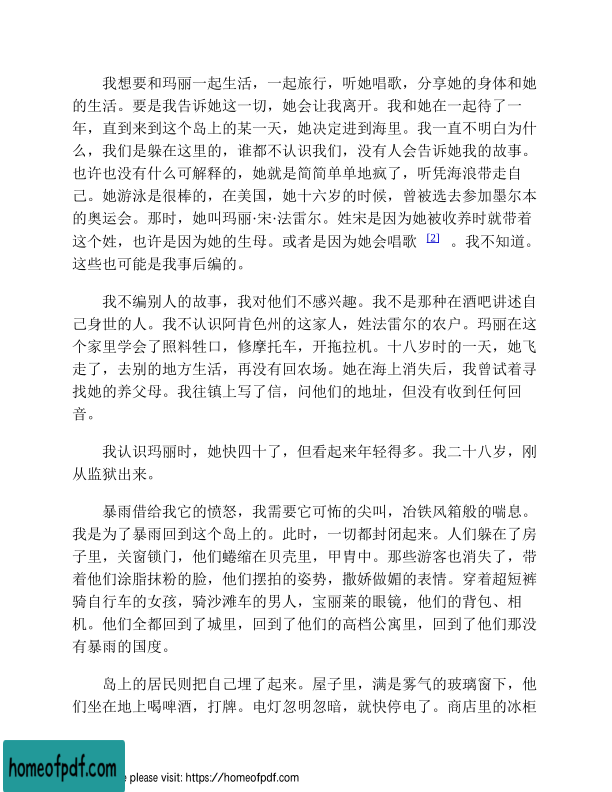 我想要和玛丽一起生活，一起旅行，听她唱歌，分享她的身体和她
的生活。要是我告诉她这一切，她会让我离开。我和她在一起待了一
年，直到来到这个岛上的某一天，她决定进到海里。我一直不明白为什
么，我们是躲在这里的，谁都不认识我们，没有人会告诉她我的故事。
也许也没有什么可解释的，她就是简简单单地疯了，听凭海浪带走自
己。她游泳是很棒的，在美国，她十六岁的时候，曾被选去参加墨尔本
的奥运会。那时，她叫玛丽·宋·法雷尔。姓宋是因为她被收养时就带着
这个姓，也许是因为她的生母。或者是因为她会唱歌 [2] 。我不知道。
这些也可能是我事后编的。
我不编别人的故事，我对他们不感兴趣。我不是那种在酒吧讲述自
己身世的人。我不认识阿肯色州的这家人，姓法雷尔的农户。玛丽在这
个家里学会了照料牲口，修摩托车，开拖拉机。十八岁时的一天，她飞
走了，去别的地方生活，再没有回农场。她在海上消失后，我曾试着寻
找她的养父母。我往镇上写了信，问他们的地址，但没有收到任何回
音。
我认识玛丽时，她快四十了，但看起来年轻得多。我二十八岁，刚
从监狱出来。
暴雨借给我它的愤怒，我需要它可怖的尖叫，冶铁风箱般的喘息。
我是为了暴雨回到这个岛上的。此时，一切都封闭起来。人们躲在了房
子里，关窗锁门，他们蜷缩在贝壳里，甲胄中。那些游客也消失了，带
着他们涂脂抹粉的脸，他们摆拍的姿势，撒娇做媚的表情。穿着超短裤
骑自行车的女孩，骑沙滩车的男人，宝丽莱的眼镜，他们的背包、相
机。他们全都回到了城里，回到了他们的高档公寓里，回到了他们那没
有暴雨的国度。
岛上的居民则把自己埋了起来。屋子里，满是雾气的玻璃窗下，他
们坐在地上喝啤酒，打牌。电灯忽明忽暗，就快停电了。商店里的冰柜
homeofpdf.com
e please visit: https://homeofpdf.com